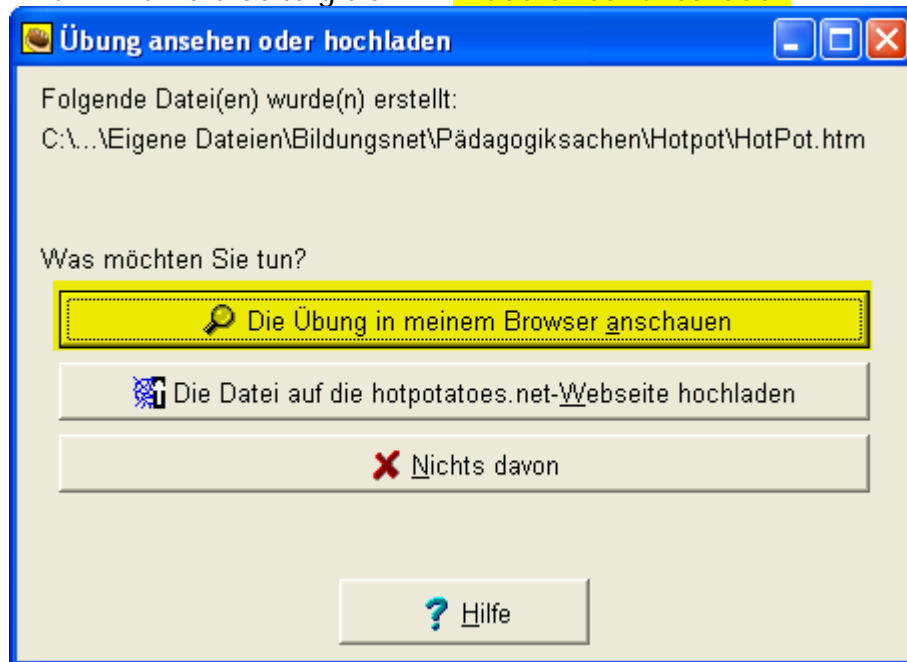 Übung ansehen oder hochladen
Folgende Datei(en) wurde(n) erstellt:
C:\...\Eigene Dateien\Bildungsnet\Pädagogiksachen\Hotpot\HotPot.htm
Was möchten Sie tun?
Die Übung in meinem Browser anschauen
Die Datei auf die hotpotatoes.net-Webseite hochladen
Nichts davon
? Hilfe